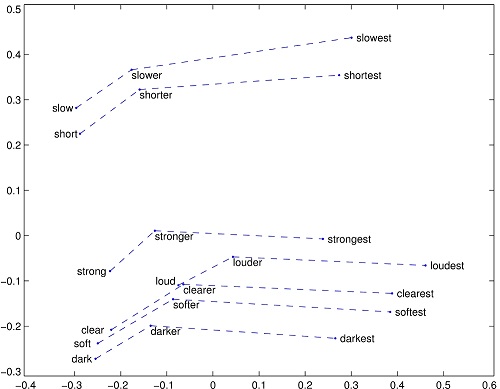 0.5
slowest
0.4
slower
shortest
0.3
shorter
slow
short
0.2
0.1
0
stronger
strongest
strong
louder
loudest
−0.1
loud
clearer
clearest
softer
softest
−0.2
clear
darker
soft
darkest
dark
−0.3
−0.4 −0.3 −0.2 −0.1 0 0.1 0.2 0.3 0.4 0.5 0.6